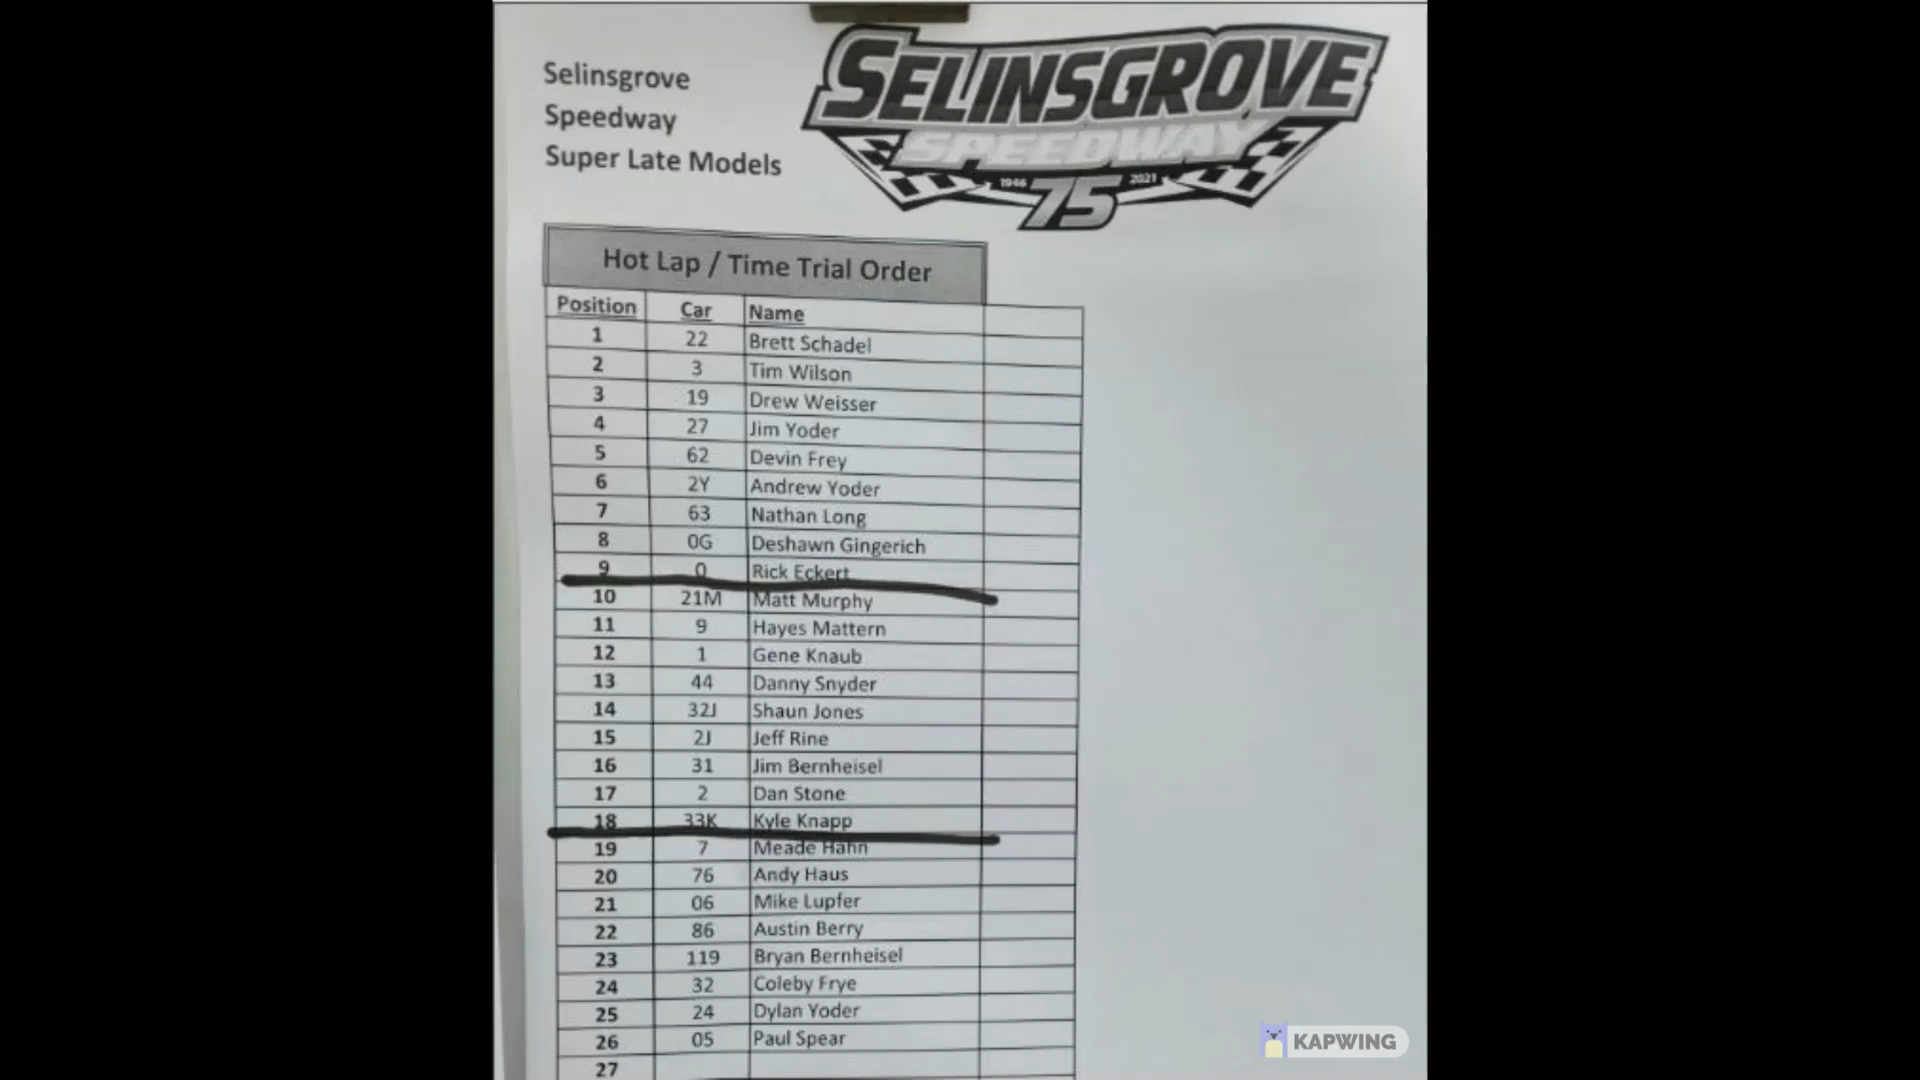 Selinsgrove
Speedway
Super Late Models
SELINSGROVE
SPEEDWAY
1946 75 2021
Hot Lap / Time Trial Order
Position Car Name
1 22 Brett Schadel
2 3 Tim Wilson
3 19 Drew Weisser
4 27 Jim Yoder
5 62 Devin Frey
6 2Y Andrew Yoder
7 63 Nathan Long
8 0G Deshawn Gingerich
9 0 Rick Eckert
10 21M Matt Murphy
11 9 Hayes Mattern
12 1 Gene Knaub
13 44 Danny Snyder
14 32J Shaun Jones
15 2J Jeff Rine
16 31 Jim Bernheisel
17 2 Dan Stone
18 33K Kyle Knapp
19 7 Meade Hahn
20 76 Andy Haus
21 06 Mike Lupfer
22 86 Austin Berry
23 119 Bryan Bernheisel
24 32 Coleby Frye
25 24 Dylan Yoder
26 05 Paul Spear
27
KAPWING